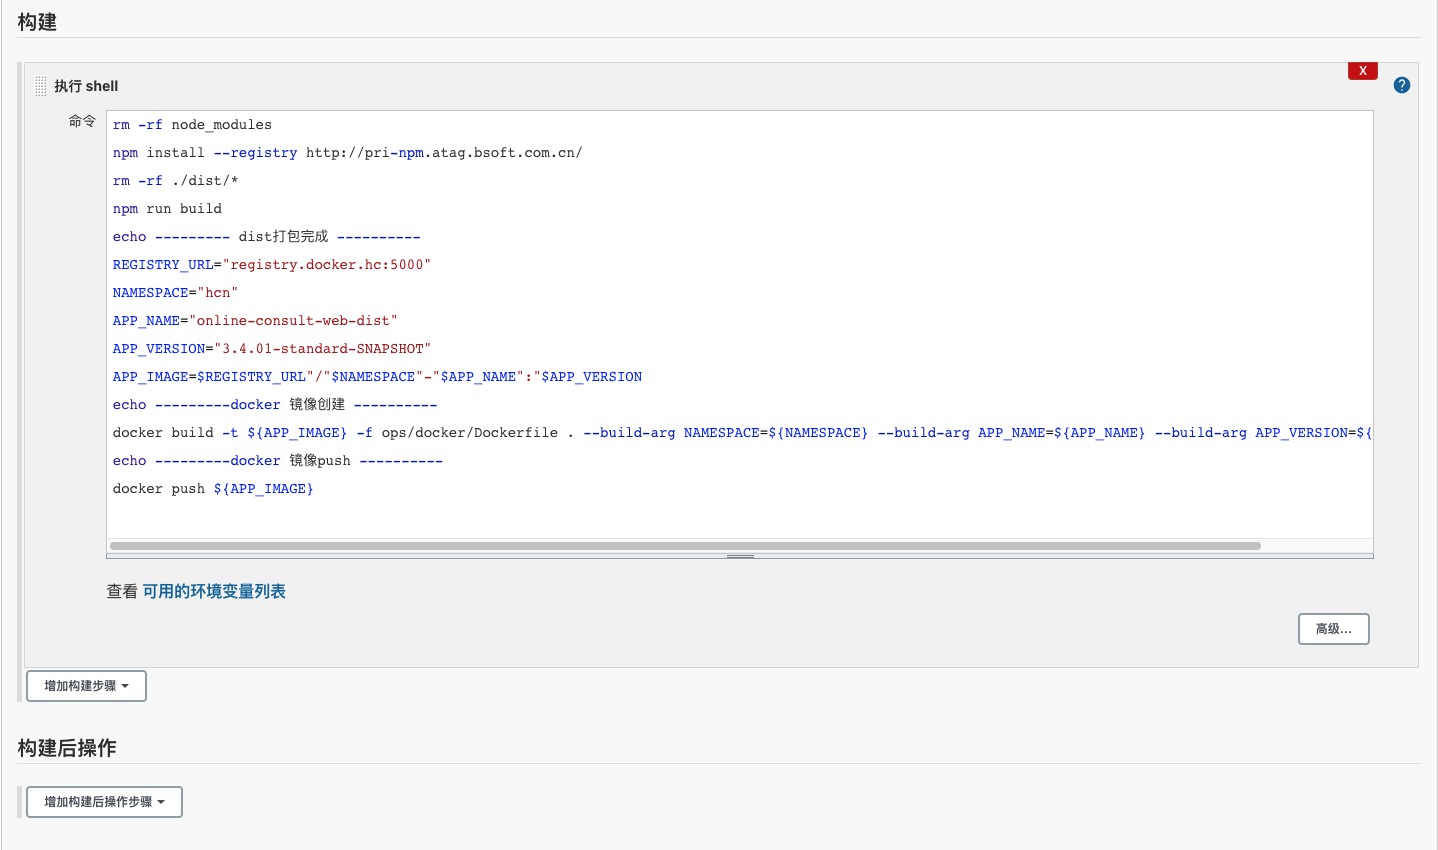 构建
执行 shell
X
?
命令
rm -rf node_modules
npm install --registry http://pri-npm.atag.bsoft.com.cn/
rm -rf ./dist/*
npm run build
echo --------- dist打包完成 ----------
REGISTRY_URL="registry.docker.hc:5000"
NAMESPACE="hcn"
APP_NAME="online-consult-web-dist"
APP_VERSION="3.4.01-standard-SNAPSHOT"
APP_IMAGE=$REGISTRY_URL"/"$NAMESPACE"-"$APP_NAME":"$APP_VERSION
echo ---------docker 镜像创建 ----------
docker build -t ${APP_IMAGE} -f ops/docker/Dockerfile . --build-arg NAMESPACE=${NAMESPACE} --build-arg APP_NAME=${APP_NAME} --build-arg APP_VERSION=${
echo ---------docker 镜像push ----------
docker push ${APP_IMAGE}
查看 可用的环境变量列表
高级...
增加构建步骤
构建后操作
增加构建后操作步骤